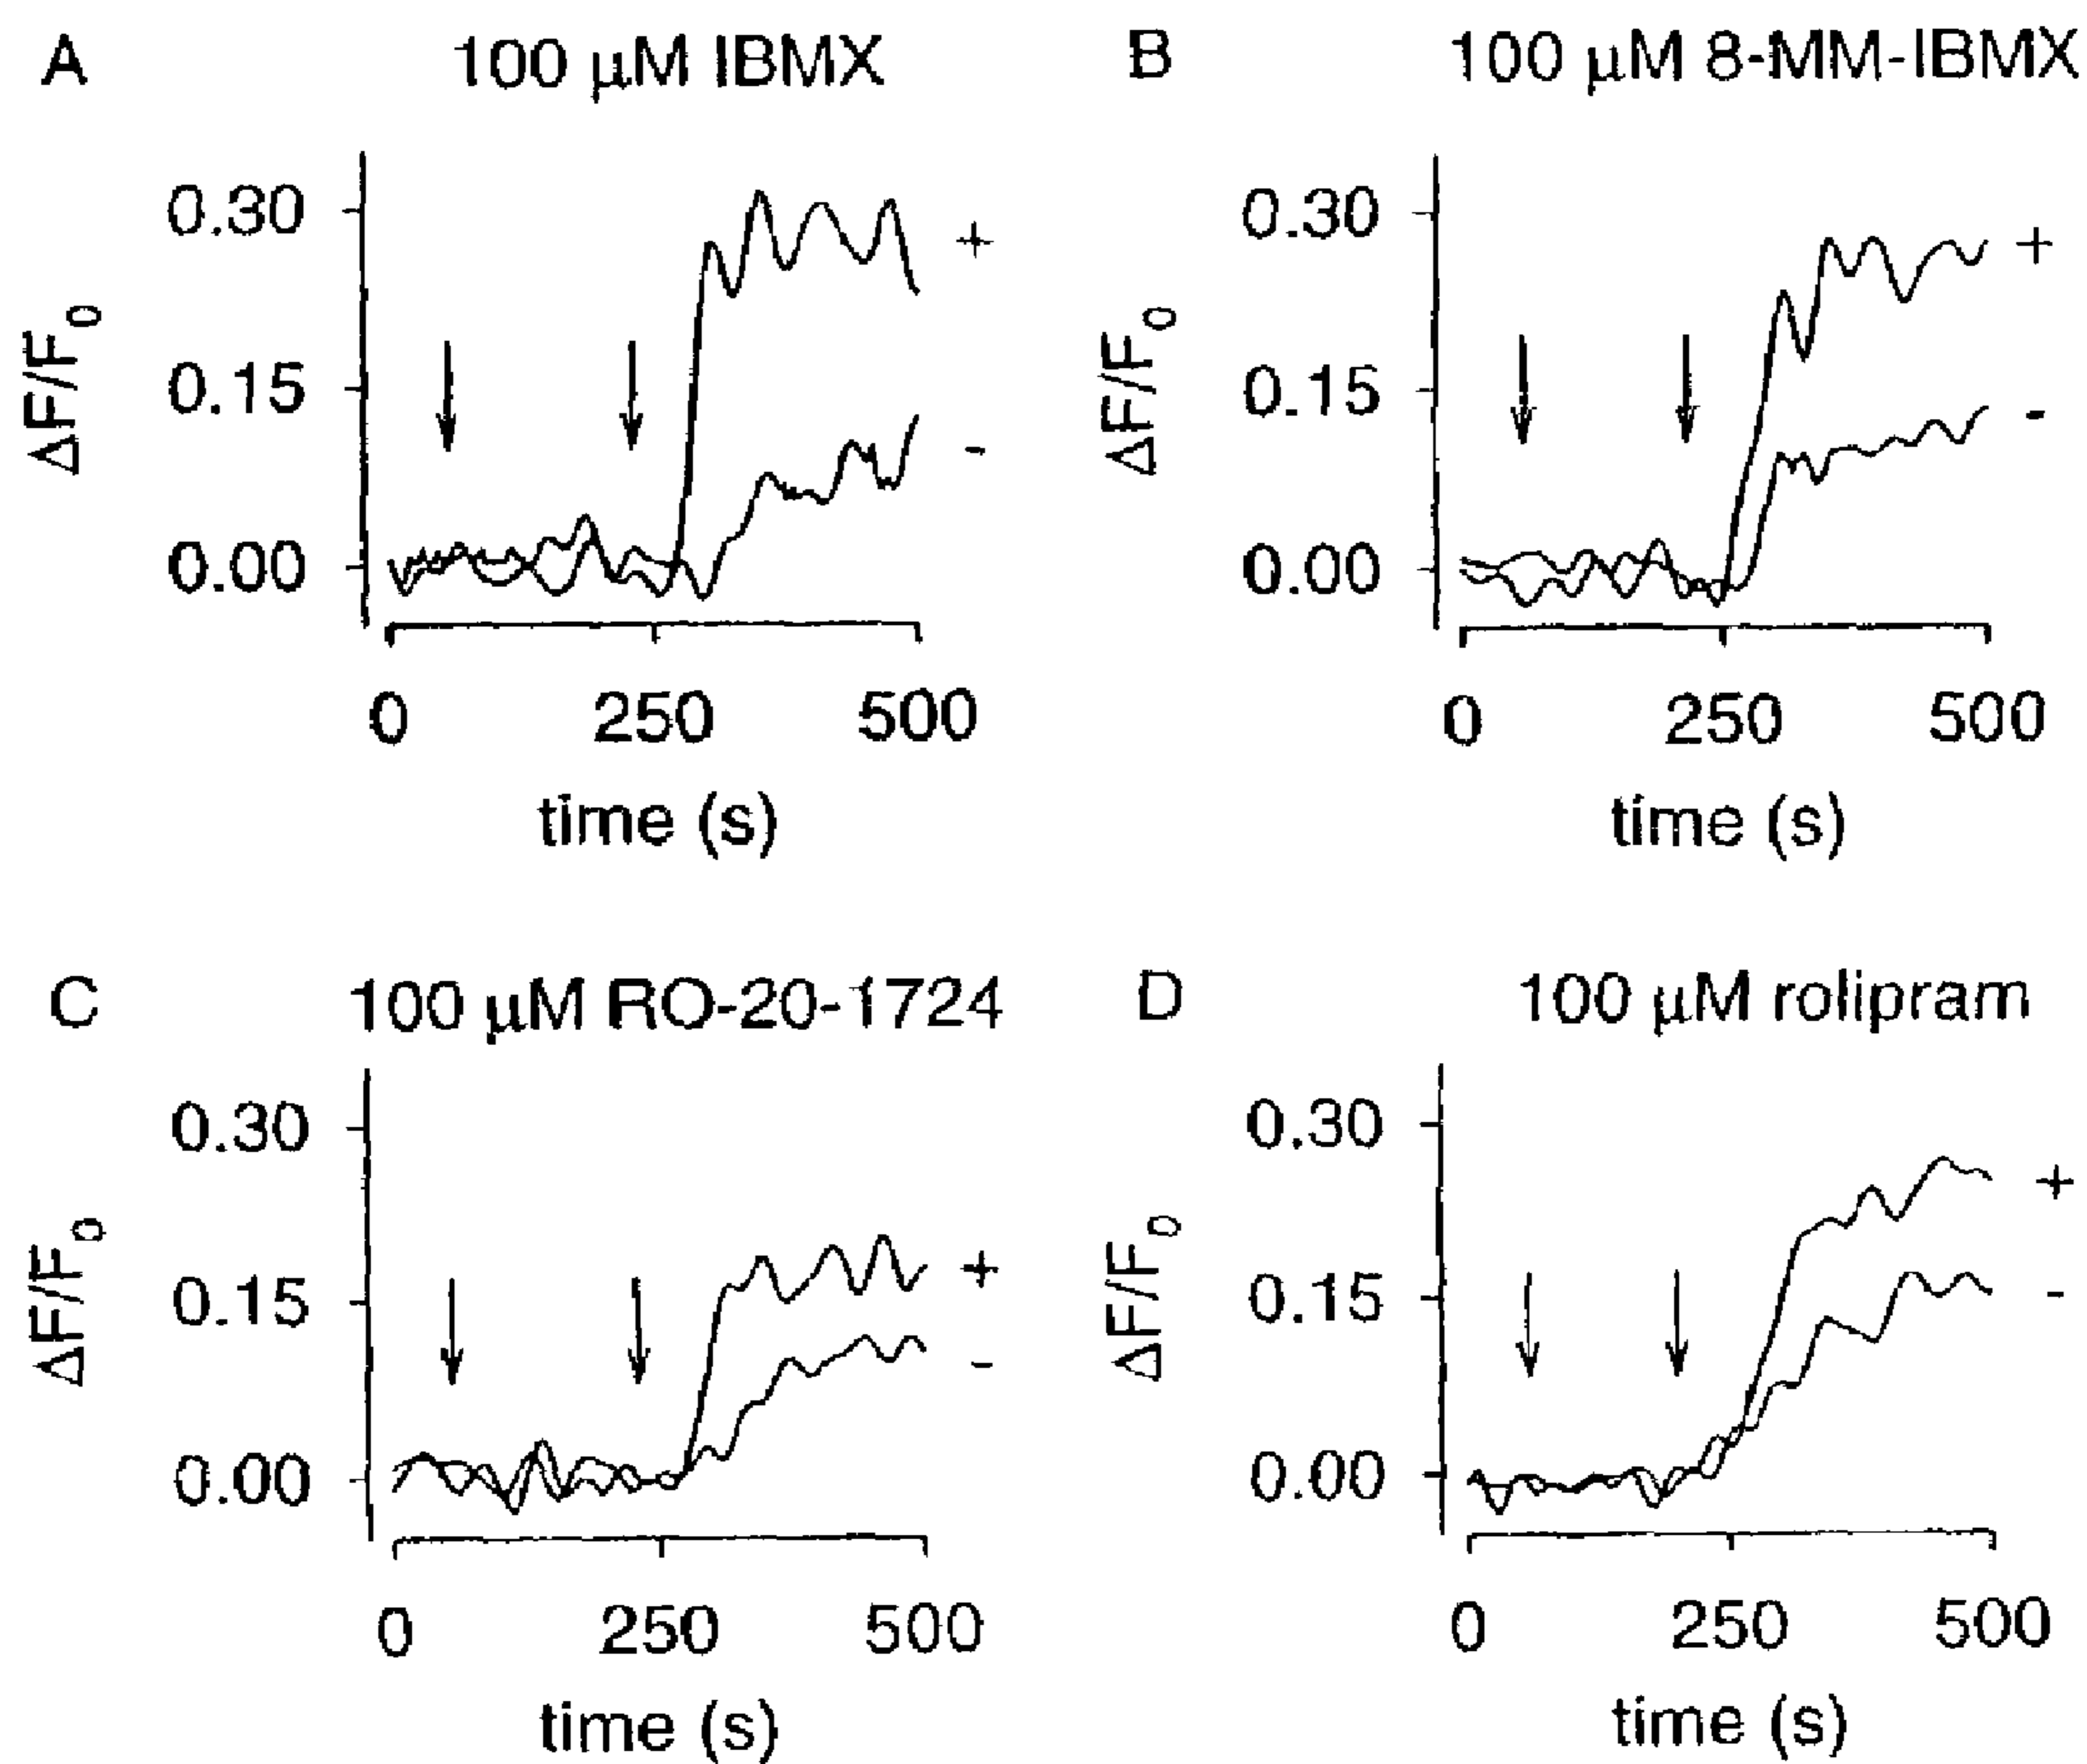 A 100 µM IBMX
0.30
0.15
0.00
ΔF/F0
+
-
0 250 500
time (s)
B 100 µM 8-MM-IBMX
0.30
0.15
0.00
ΔF/F0
+
-
0 250 500
time (s)
C 100 µM RO-20-1724
0.30
0.15
0.00
ΔF/F0
+
-
0 250 500
time (s)
D 100 µM rolipram
0.30
0.15
0.00
ΔF/F0
+
-
0 250 500
time (s)